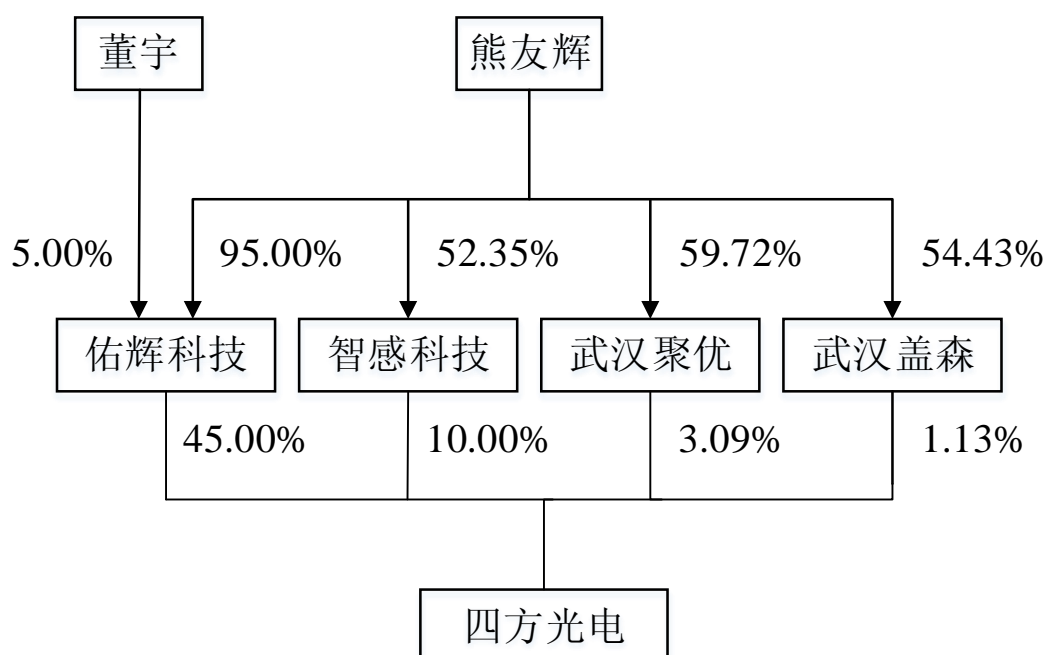 董宇
熊友辉
5.00%
95.00%
52.35%
59.72%
54.43%
佑辉科技
智感科技
武汉聚优
武汉盖森
45.00%
10.00%
3.09%
1.13%
四方光电